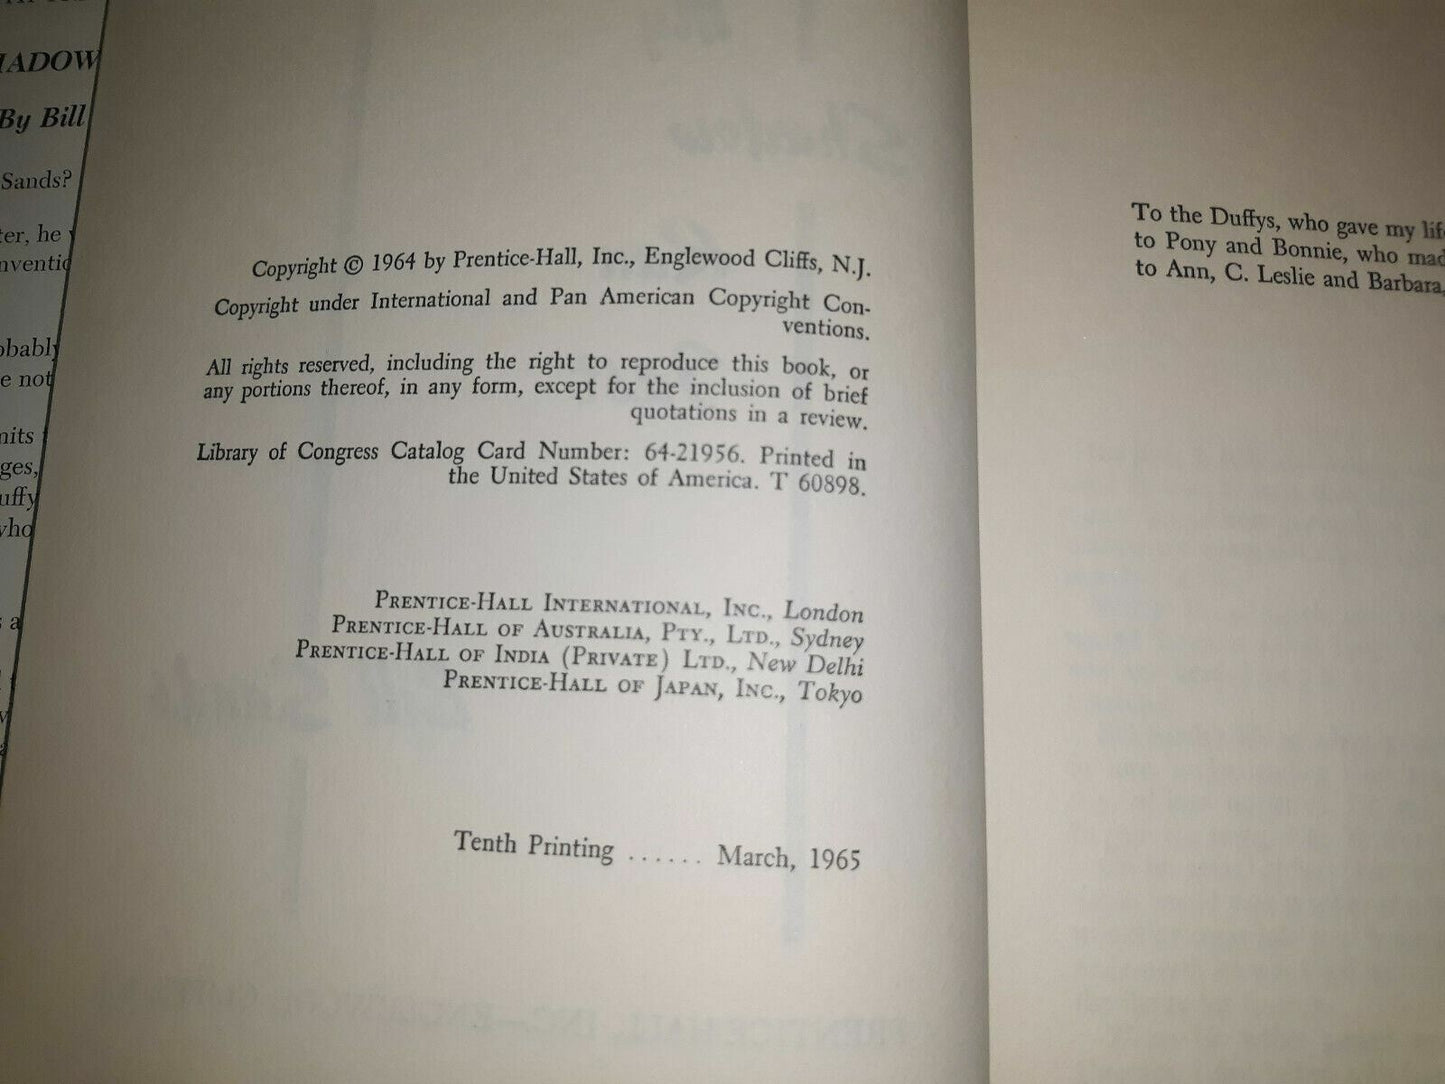 HADOW
By Bill
Sands?
ter, he
nventio
obably
e not
nits
ges,
uffy
who
s a
Copyright © 1964 by Prentice-Hall, Inc., Englewood Cliffs, N.J.
Copyright under International and Pan American Copyright Con-
ventions.
All rights reserved, including the right to reproduce this book, or
any portions thereof, in any form, except for the inclusion of brief
quotations in a review.
Library of Congress Catalog Card Number: 64-21956. Printed in
the United States of America. T 60898.
PRENTICE-HALL INTERNATIONAL, INC., London
PRENTICE-HALL OF AUSTRALIA, PTY., LTD., Sydney
PRENTICE-HALL OF INDIA (PRIVATE) LTD., New Delhi
PRENTICE-HALL OF JAPAN, INC., Tokyo
Tenth Printing ...... March, 1965
To the Duffys, who gave my life
to Pony and Bonnie, who mad
to Ann, C. Leslie and Barbara,